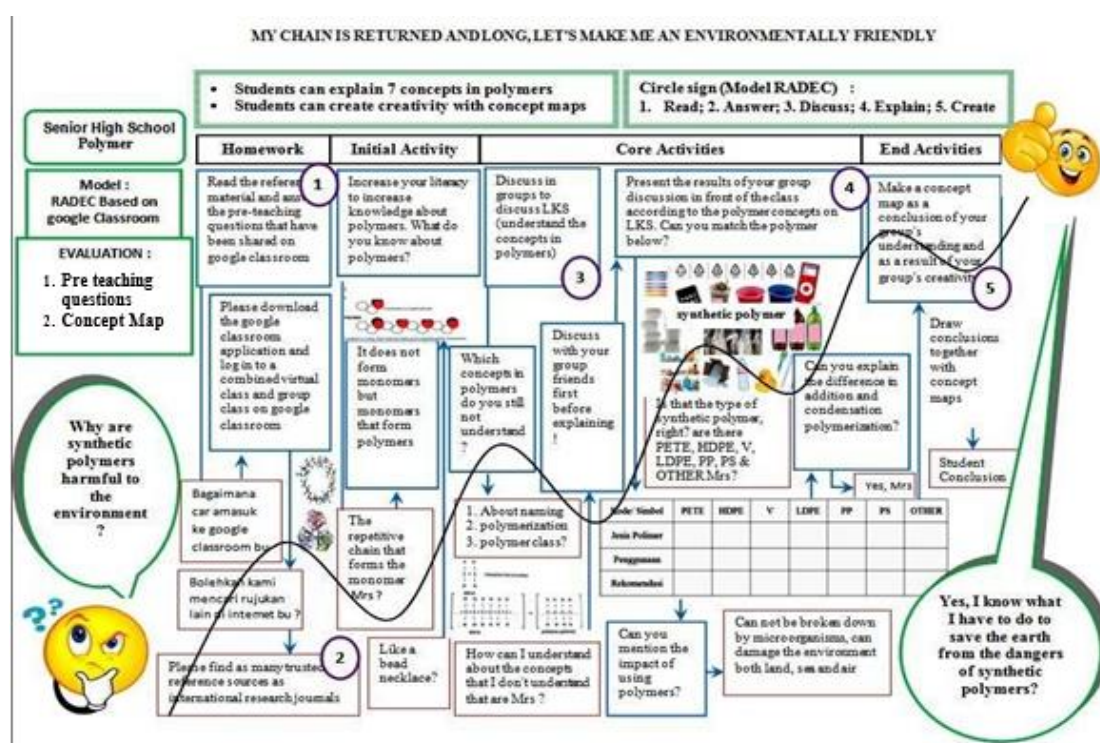 MY CHAIN IS RETURNED AND LONG, LET'S MAKE ME AN ENVIRONMENTALLY FRIENDLY
• Students can explain 7 concepts in polymers
• Students can create creativity with concept maps
Circle sign (Model RADEC) :
1. Read; 2. Answer; 3. Discuss; 4. Explain; 5. Create
Senior High School
Polymer
Model :
RADEC Based on
google Classroom
EVALUATION :
1. Pre teaching
questions
2. Concept Map
Homework
Initial Activity
Core Activities
End Activities
1
Read the
material and
the pre-teaching
questions that have
been shared on
google classroom
Please download
the google
classroom
application and
log in to a
combined virtual
class and group
class on google
classroom
Bagaimana
car amasuk
ke google
classroom bu
Bolehkah kami
mencari rujukan
lain di internet bu ?
2
Please find as many trusted
reference sources as
international research journals
Increase your literacy
to increase
knowledge about
polymers. What do
you know about
polymers?
It does not
form
monomers
but
monomers
that form
polymers
The
repetitive
chain that
forms the
monomer
Mrs ?
Like a
bead
necklace?
Discuss in
groups to
discuss LKS
(understand the
concepts in
polymers)
3
Which
concepts in
polymers
do you still
not
understand
?
1. About naming
2. polymerization
3. polymer class?
How can I understand
about the concepts
that I don't understand
that are Mrs ?
Discuss
with your
group
friends
first
before
explaining
!
4
Present the results of your group
discussion in front of the class
according to the polymer concepts on
LKS. Can you match the polymer
below?
synthetic polymer
Is that the type of
synthetic polymer,
right? are there
PETE, HDPE, V,
LDPE, PP, PS &
OTHER Mrs?
Can you explain
the difference in
addition and
condensation
polymerization?
Yes, Mrs
Kode/ Simbol PETE HDPE V LDPE PP PS OTHER
Jenis Polimer
Penggunaan
Rekomendasi
Can you
mention the
impact of
using
polymers?
Can not be broken down
by microorganisms, can
damage the environment
both land, sea and air
Make a concept
map as a
conclusion of your
group's
understanding and
as a result of your
group's creativity
5
Draw
conclusions
together
with
concept
maps
Student
Conclusion
Why are
synthetic
polymers
harmful to
the
environment
?
Yes, I know what
I have to do to
save the earth
from the dangers
of synthetic
polymers?